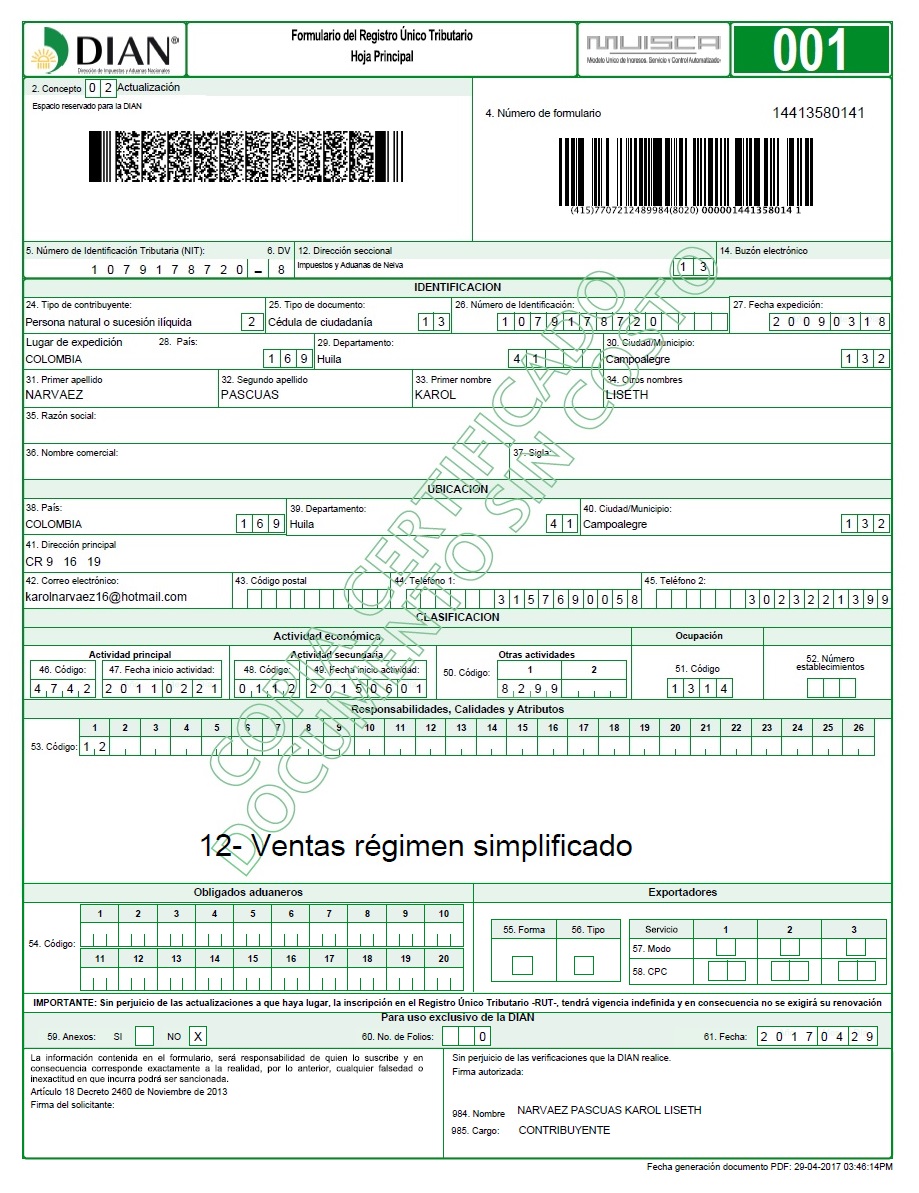 DIAN®
Dirección de Impuestos y Aduanas Nacionales
Formulario del Registro Único Tributario
Hoja Principal
MUISCA
Modelo Unico de Ingresos, Servicio y Control Automatizado
001
2. Concepto 0 2 Actualización
Espacio reservado para la DIAN
4. Número de formulario 14413580141
(415)7707212489984(8020) 000001441358014 1
5. Número de Identificación Tributaria (NIT): 6. DV 12. Dirección seccional 14. Buzón electrónico
1 0 7 9 1 7 8 7 2 0 – 8 Impuestos y Aduanas de Neiva 1 3
IDENTIFICACION
24. Tipo de contribuyente: 25. Tipo de documento: 26. Número de Identificación: 27. Fecha expedición:
Persona natural o sucesión ilíquida 2 Cédula de ciudadanía 1 3 1 0 7 9 1 7 8 7 2 0 2 0 0 9 0 3 1 8
Lugar de expedición 28. País: 29. Departamento: 30. Ciudad/Municipio:
COLOMBIA 1 6 9 Huila 4 1 Campoalegre 1 3 2
31. Primer apellido 32. Segundo apellido 33. Primer nombre 34. Otros nombres
NARVAEZ PASCUAS KAROL LISETH
35. Razón social:
36. Nombre comercial: 37. Sigla:
UBICACION
38. País: 39. Departamento: 40. Ciudad/Municipio:
COLOMBIA 1 6 9 Huila 4 1 Campoalegre 1 3 2
41. Dirección principal
CR 9 16 19
42. Correo electrónico: 43. Código postal 44. Teléfono 1: 45. Teléfono 2:
karolnarvaez16@hotmail.com 3 1 5 7 6 9 0 0 5 8 3 0 2 3 2 2 1 3 9 9
CLASIFICACION
Actividad económica Ocupación
Actividad principal Actividad secundaria Otras actividades 52. Número establecimientos
46. Código: 47. Fecha inicio actividad: 48. Código: 49. Fecha inicio actividad: 50. Código: 1 2 51. Código
4 7 4 2 2 0 1 1 0 2 2 1 0 1 1 2 2 0 1 5 0 6 0 1 8 2 9 9 1 3 1 4
Responsabilidades, Calidades y Atributos
1 2 3 4 5 6 7 8 9 10 11 12 13 14 15 16 17 18 19 20 21 22 23 24 25 26
53. Código: 1 2
12- Ventas régimen simplificado
COPIA CERTIFICADO
DOCUMENTO SIN COSTO
Obligados aduaneros Exportadores
1 2 3 4 5 6 7 8 9 10
54. Código:
11 12 13 14 15 16 17 18 19 20
55. Forma 56. Tipo Servicio 1 2 3
57. Modo
58. CPC
IMPORTANTE: Sin perjuicio de las actualizaciones a que haya lugar, la inscripción en el Registro Único Tributario -RUT-, tendrá vigencia indefinida y en consecuencia no se exigirá su renovación
Para uso exclusivo de la DIAN
59. Anexos: SI NO X 60. No. de Folios: 0 61. Fecha: 2 0 1 7 0 4 2 9
La información contenida en el formulario, será responsabilidad de quien lo suscribe y en
consecuencia corresponde exactamente a la realidad, por lo anterior, cualquier falsedad o
inexactitud en que incurra podrá ser sancionada.
Artículo 18 Decreto 2460 de Noviembre de 2013
Firma del solicitante:
Sin perjuicio de las verificaciones que la DIAN realice.
Firma autorizada:
984. Nombre NARVAEZ PASCUAS KAROL LISETH
985. Cargo: CONTRIBUYENTE
Fecha generación documento PDF: 29-04-2017 03:46:14PM